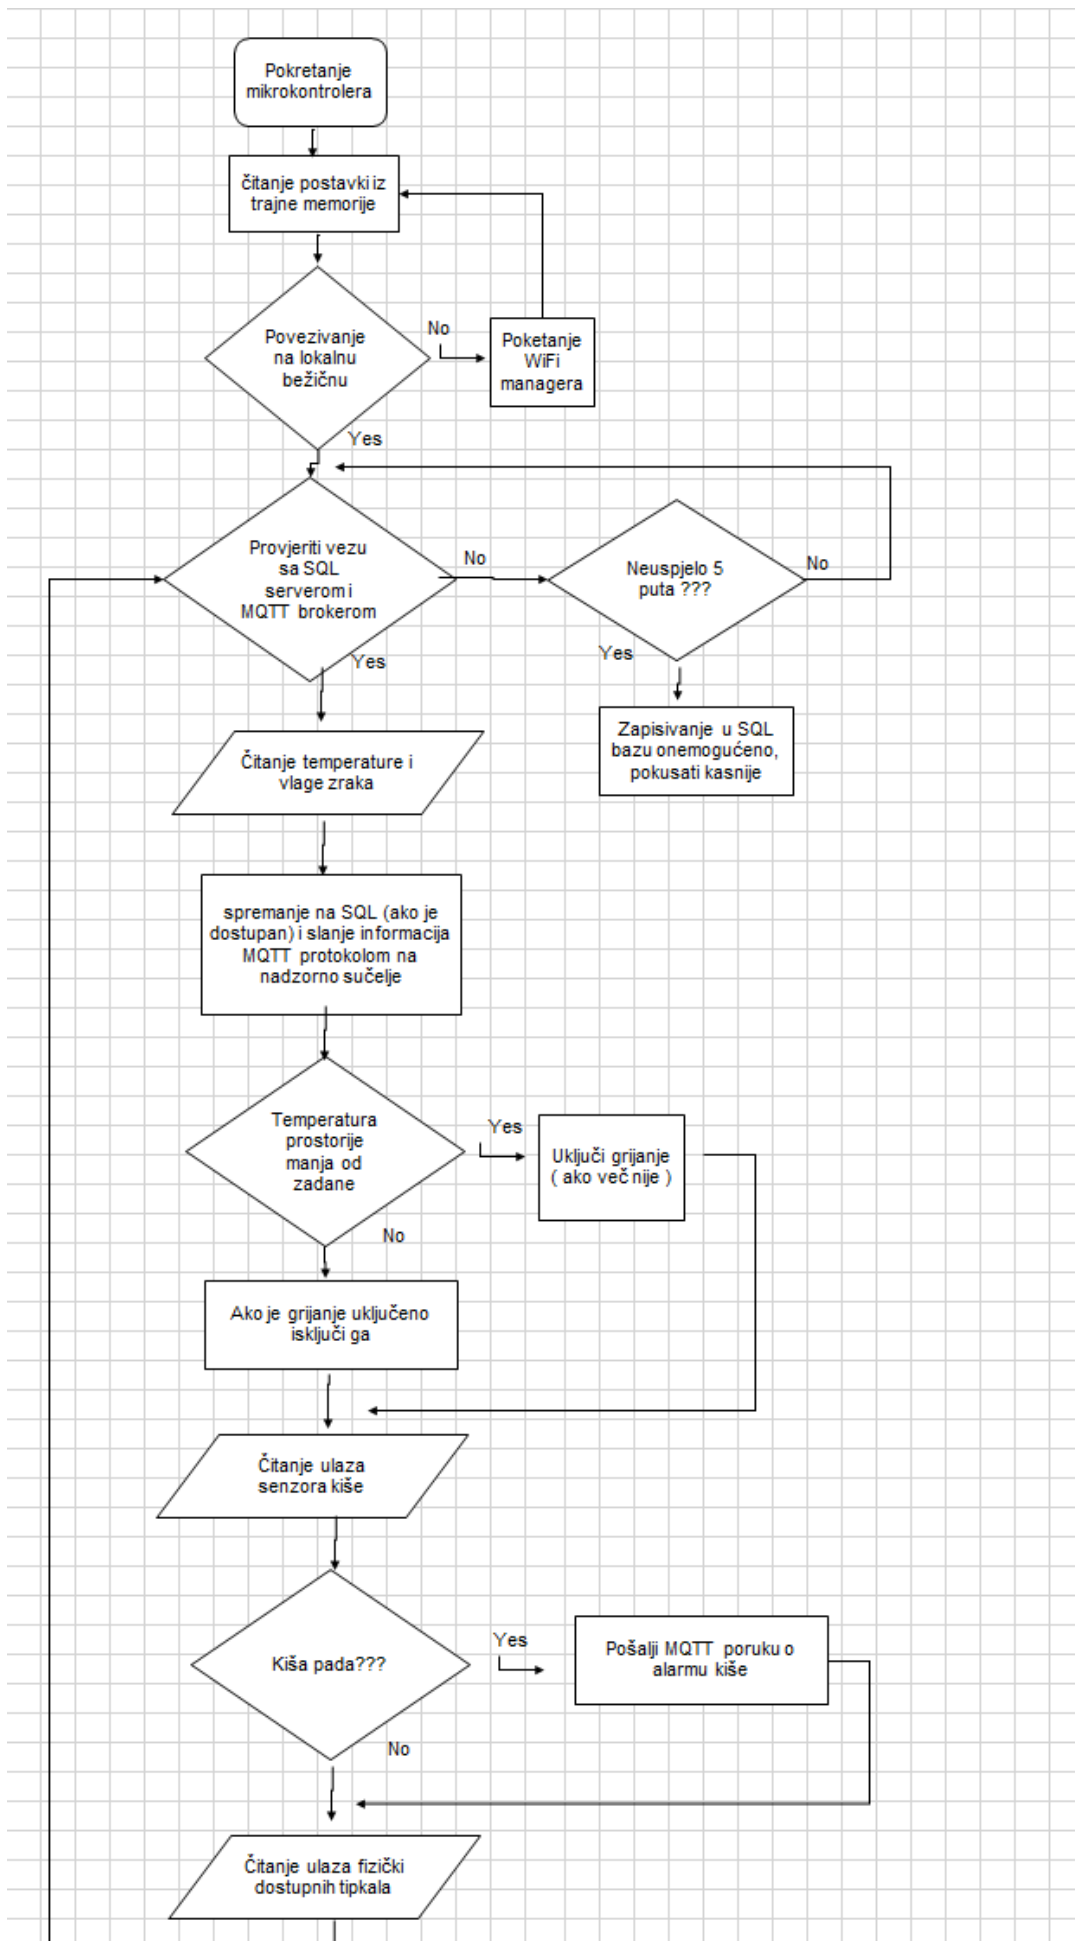 Pokretanje
mikrokontrolera
čitanje postavki iz
trajne memorije
Povezivanje
na lokalnu
bežičnu
No
Poketanje
WiFi
managera
Yes
Provjeriti vezu
sa SQL
serverom i
MQTT brokerom
No
Neuspjelo 5
puta ???
No
Yes
Yes
Zapisivanje u SQL
bazu onemogućeno,
pokusati kasnije
Čitanje temperature i
vlage zraka
spremanje na SQL (ako je
dostupan) i slanje informacija
MQTT protokolom na
nadzorno sučelje
Temperatura
prostorije
manja od
zadane
Yes
Uključi grijanje
( ako več nije )
No
Ako je grijanje uključeno
isključi ga
Čitanje ulaza
senzora kiše
Kiša pada???
Yes
Pošalji MQTT poruku o
alarmu kiše
No
Čitanje ulaza fizički
dostupnih tipkala